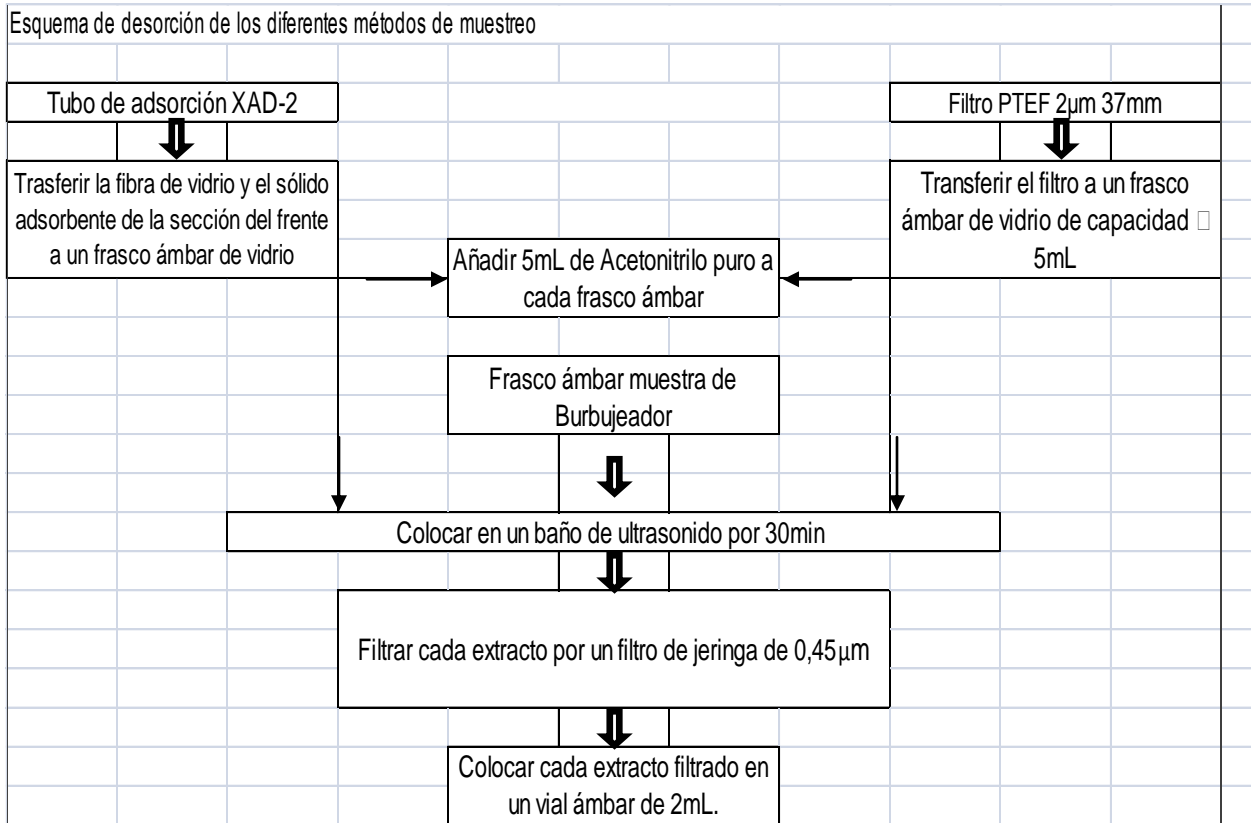 Esquema de desorción de los diferentes métodos de muestreo
Tubo de adsorción XAD-2
Filtro PTEF 2µm 37mm
Trasferir la fibra de vidrio y el sólido
adsorbente de la sección del frente
a un frasco ámbar de vidrio
Transferir el filtro a un frasco
ámbar de vidrio de capacidad □
5mL
Añadir 5mL de Acetonitrilo puro a
cada frasco ámbar
Frasco ámbar muestra de
Burbujeador
Colocar en un baño de ultrasonido por 30min
Filtrar cada extracto por un filtro de jeringa de 0,45µm
Colocar cada extracto filtrado en
un vial ámbar de 2mL.